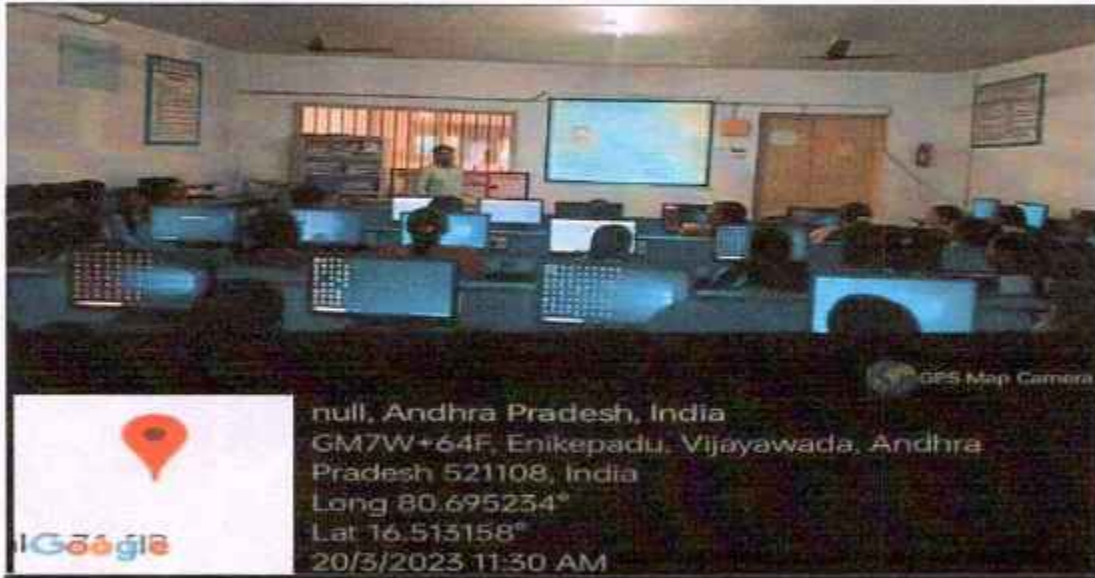 GPS Map Camera
null, Andhra Pradesh, India
GM7W+64F, Enikepadu, Vijayawada, Andhra
Pradesh 521108, India
Long 80.695234°
Lat 16.513158°
20/3/2023 11:30 AM
Google